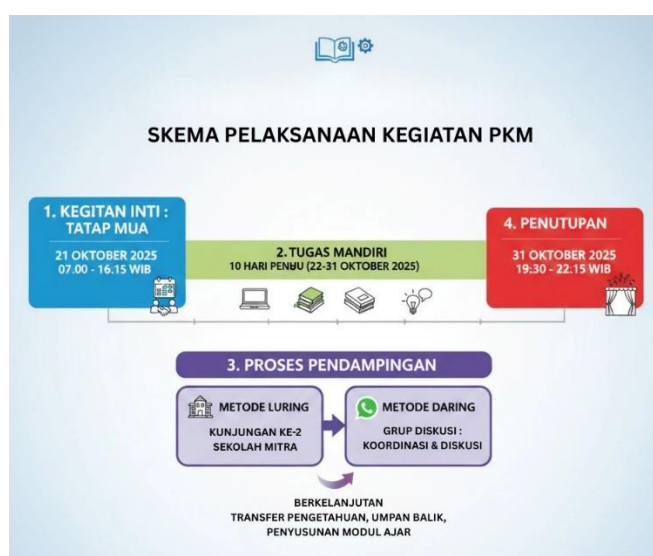 SKEMA PELAKSANAAN KEGIATAN PKM
1. KEGITAN INTI :
TATAP MUA
21 OKTOBER 2025
07.00 - 16.15 WIB
2. TUGAS MANDIRI
10 HARI PENUU (22-31 OKTOBER 2025)
4. PENUTUPAN
31 OKTOBER 2025
19:30 - 22:15 WIB
3. PROSES PENDAMPINGAN
METODE LURING
KUNJUNGAN KE-2
SEKOLAH MITRA
METODE DARING
GRUP DISKUSI :
KOORDINASI & DISKUSI
BERKELANJUTAN
TRANSFER PENGETAHUAN, UMPAN BALIK,
PENYUSUNAN MODUL AJAR